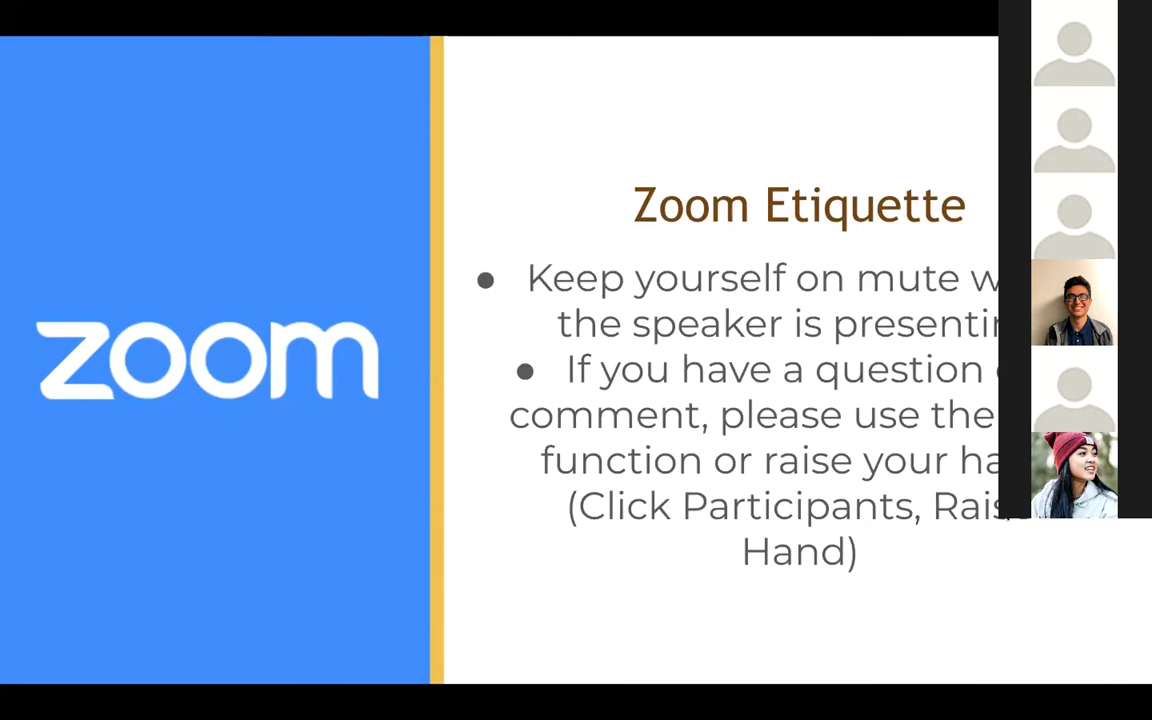 zoom
Zoom Etiquette
● Keep yourself on mute
the speaker is
● If you have a question
comment, please use the
function or raise your
(Click Participants,
Hand)